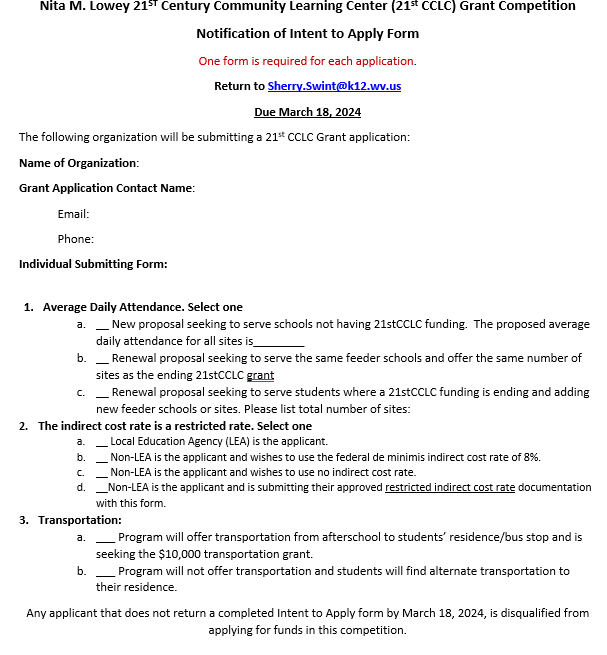 Nita M. Lowey 21ST Century Community Learning Center (21st CCLC) Grant Competition
Notification of Intent to Apply Form
One form is required for each application.
Return to Sherry.Swint@k12.wv.us
Due March 18, 2024
The following organization will be submitting a 21st CCLC Grant application:
Name of Organization:
Grant Application Contact Name:
Email:
Phone:
Individual Submitting Form:
1. Average Daily Attendance. Select one
a. __ New proposal seeking to serve schools not having 21stCCLC funding. The proposed average
daily attendance for all sites is________
b. __ Renewal proposal seeking to serve the same feeder schools and offer the same number of
sites as the ending 21stCCLC grant
c. __ Renewal proposal seeking to serve students where a 21stCCLC funding is ending and adding
new feeder schools or sites. Please list total number of sites:
2. The indirect cost rate is a restricted rate. Select one
a. __ Local Education Agency (LEA) is the applicant.
b. __ Non-LEA is the applicant and wishes to use the federal de minimis indirect cost rate of 8%.
c. __ Non-LEA is the applicant and wishes to use no indirect cost rate.
d. __Non-LEA is the applicant and is submitting their approved restricted indirect cost rate documentation
with this form.
3. Transportation:
a. ___ Program will offer transportation from afterschool to students’ residence/bus stop and is
seeking the $10,000 transportation grant.
b. ___ Program will not offer transportation and students will find alternate transportation to
their residence.
Any applicant that does not return a completed Intent to Apply form by March 18, 2024, is disqualified from
applying for funds in this competition.